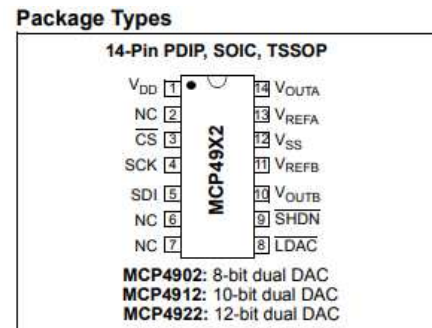 Package Types
14-Pin PDIP, SOIC, TSSOP
VDD 1 14 VOUTA
NC 2 13 VREFA
CS 3 12 VSS
SCK 4 11 VREFB
SDI 5 10 VOUTB
NC 6 9 SHDN
NC 7 8 LDAC
MCP49X2
MCP4902: 8-bit dual DAC
MCP4912: 10-bit dual DAC
MCP4922: 12-bit dual DAC